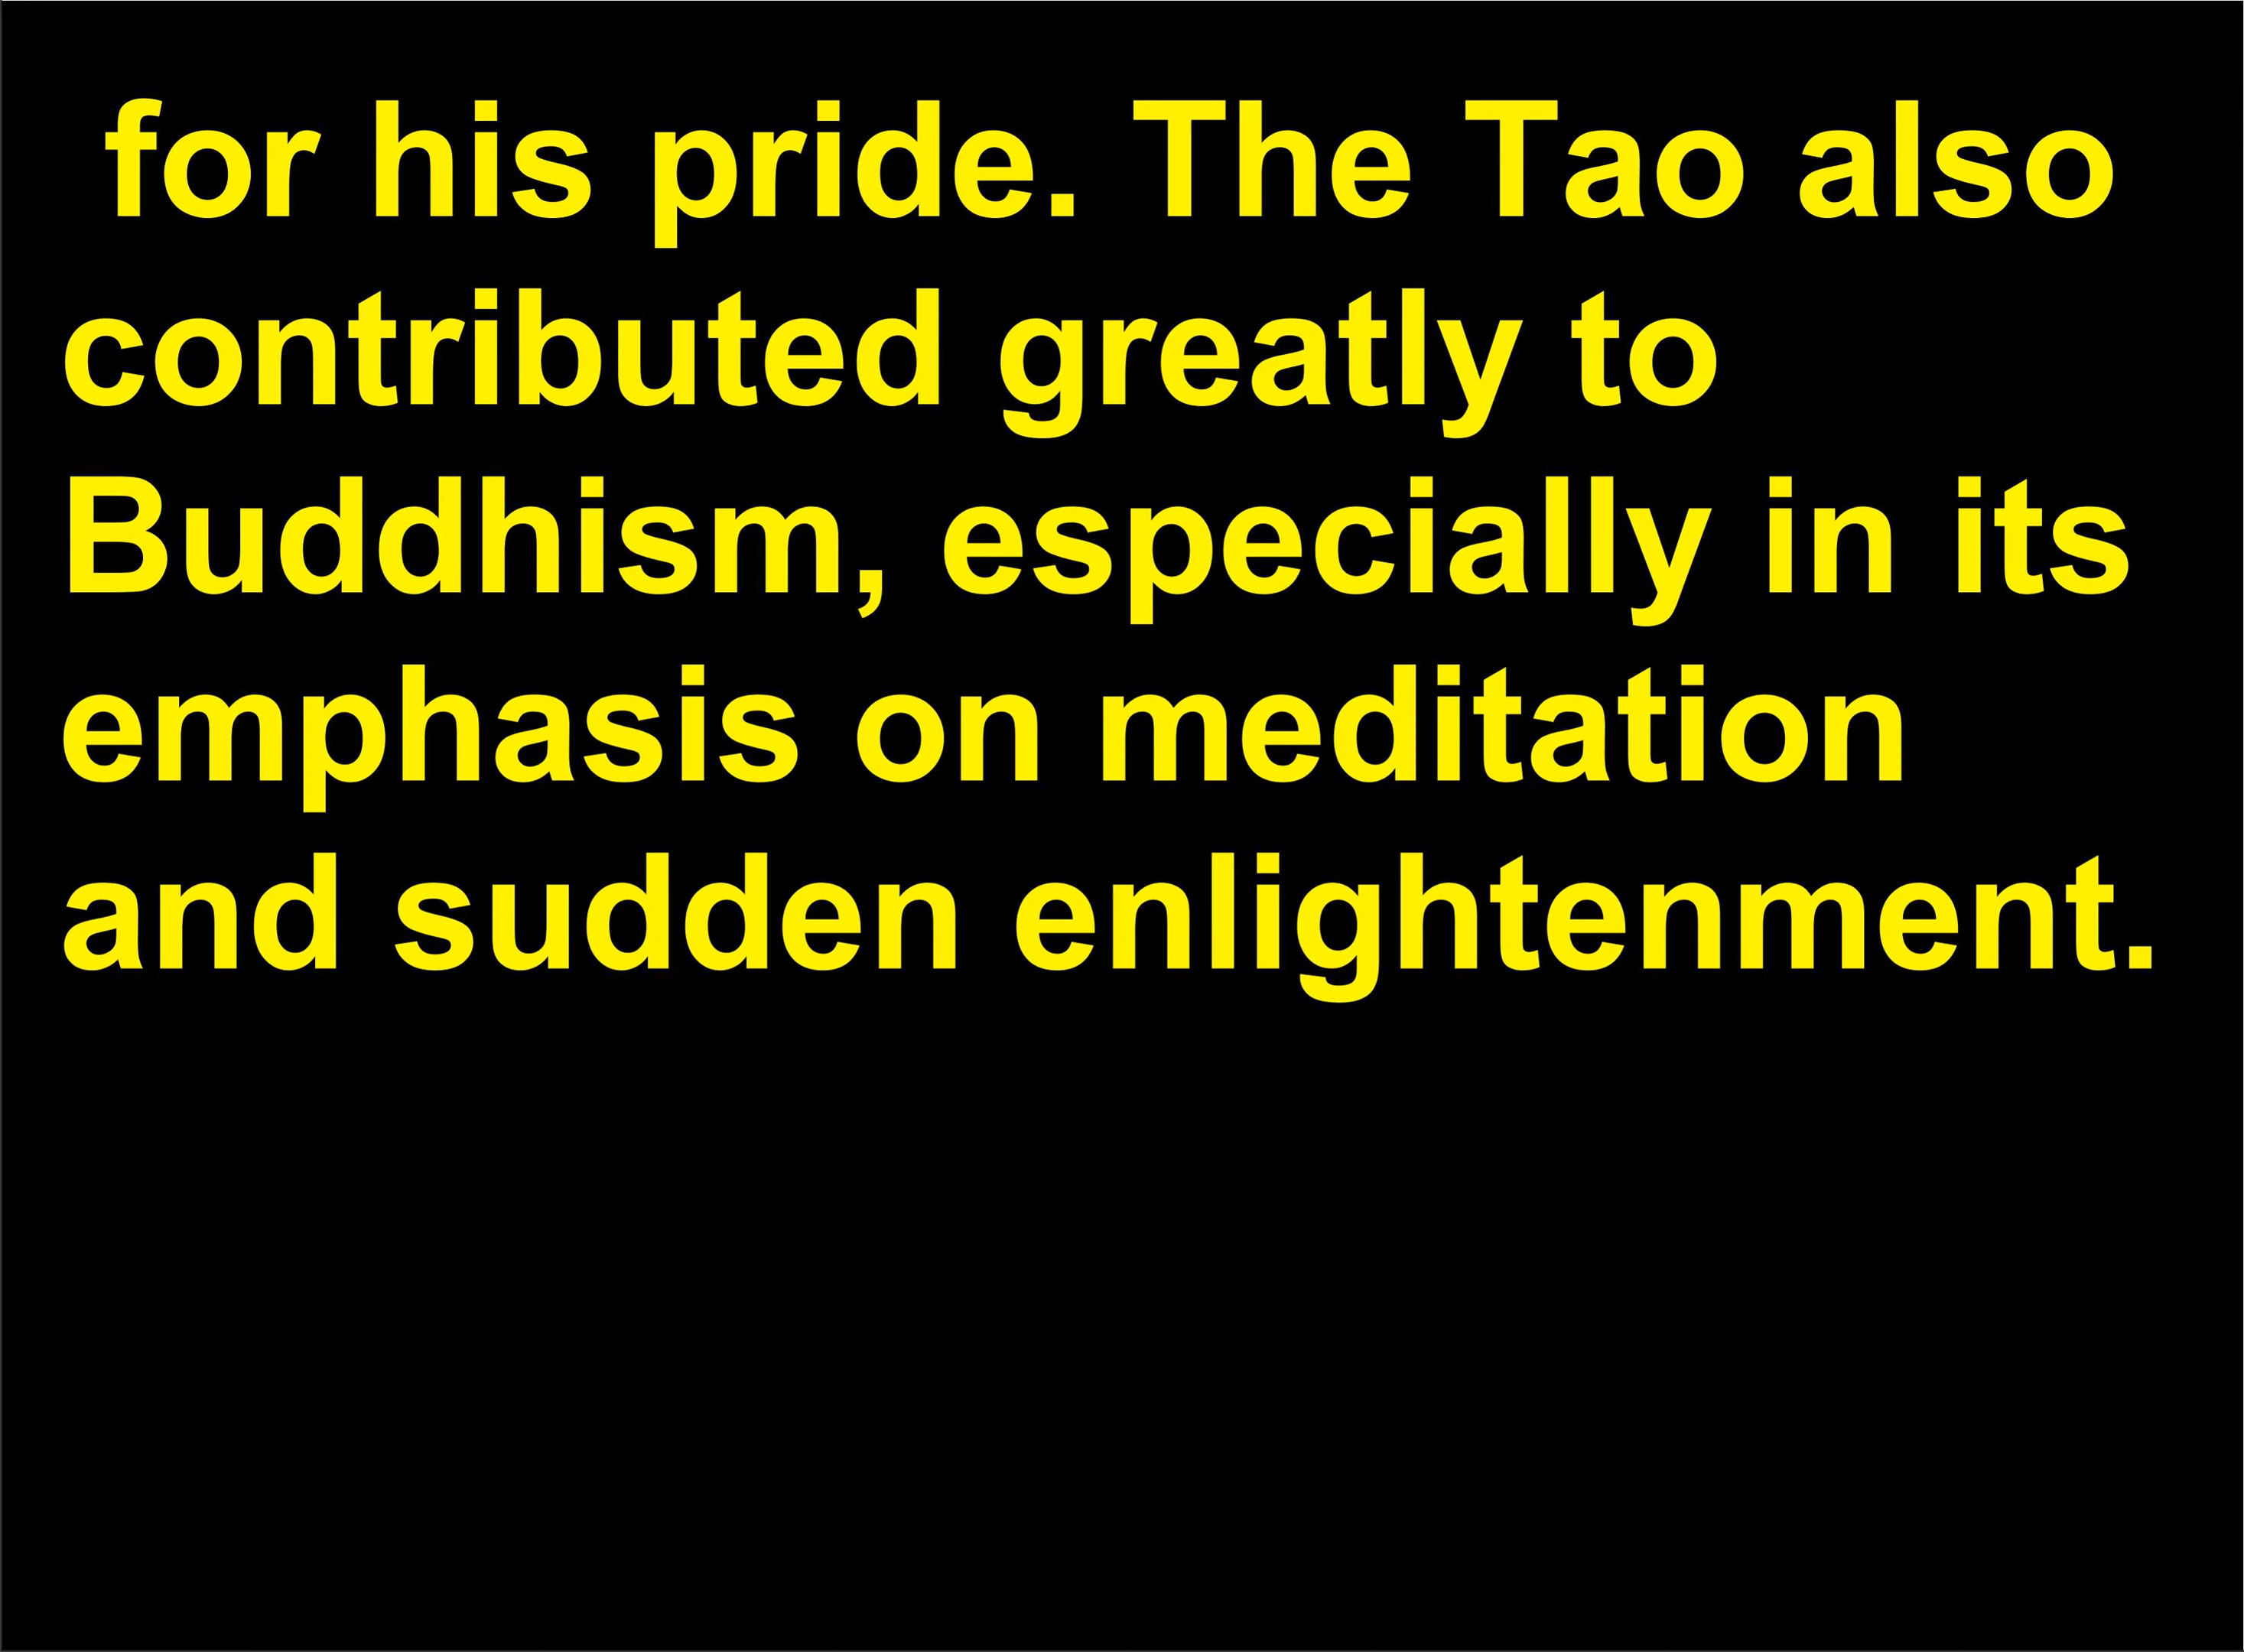 for his pride. The Tao also
contributed greatly to
Buddhism, especially in its
emphasis on meditation
and sudden enlightenment.